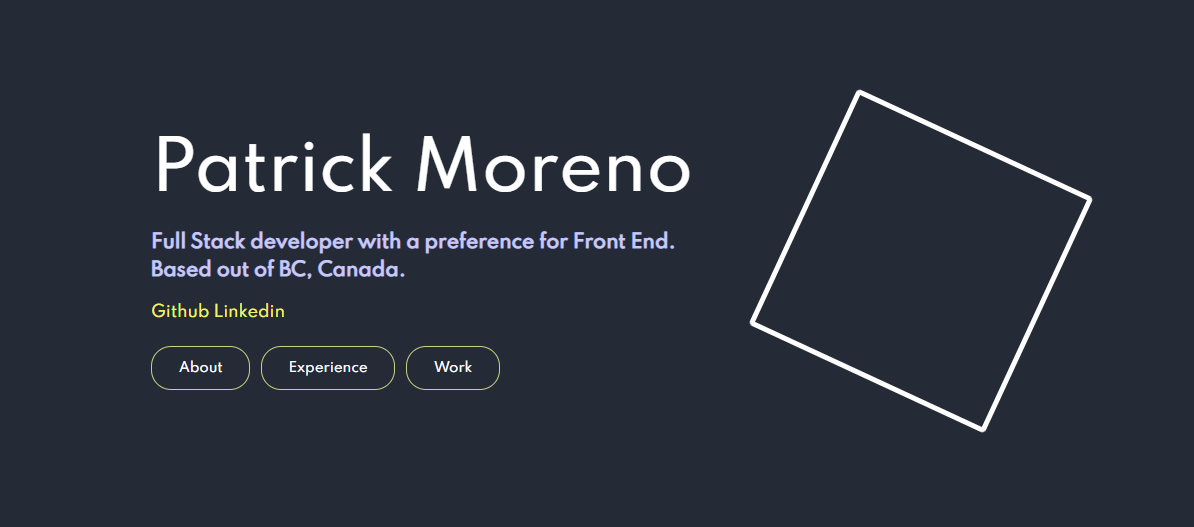 Patrick Moreno
Full Stack developer with a preference for Front End.
Based out of BC, Canada.
Github Linkedin
About Experience Work